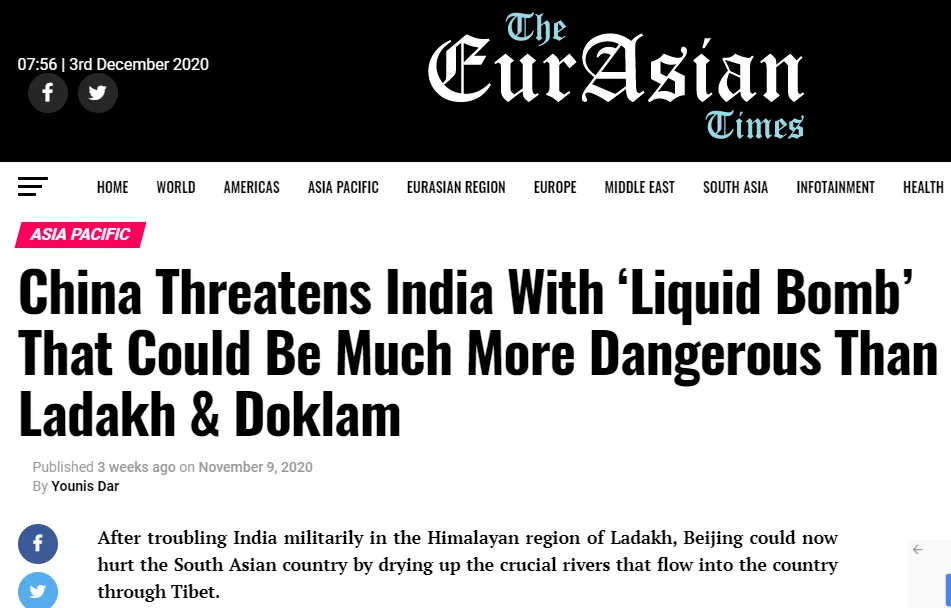 The
EurAsian
Times
07:56 | 3rd December 2020
HOME WORLD AMERICAS ASIA PACIFIC EURASIAN REGION EUROPE MIDDLE EAST SOUTH ASIA INFOTAINMENT HEALTH
ASIA PACIFIC
China Threatens India With ‘Liquid Bomb’
That Could Be Much More Dangerous Than
Ladakh & Doklam
Published 3 weeks ago on November 9, 2020
By Younis Dar
After troubling India militarily in the Himalayan region of Ladakh, Beijing could now
hurt the South Asian country by drying up the crucial rivers that flow into the country
through Tibet.